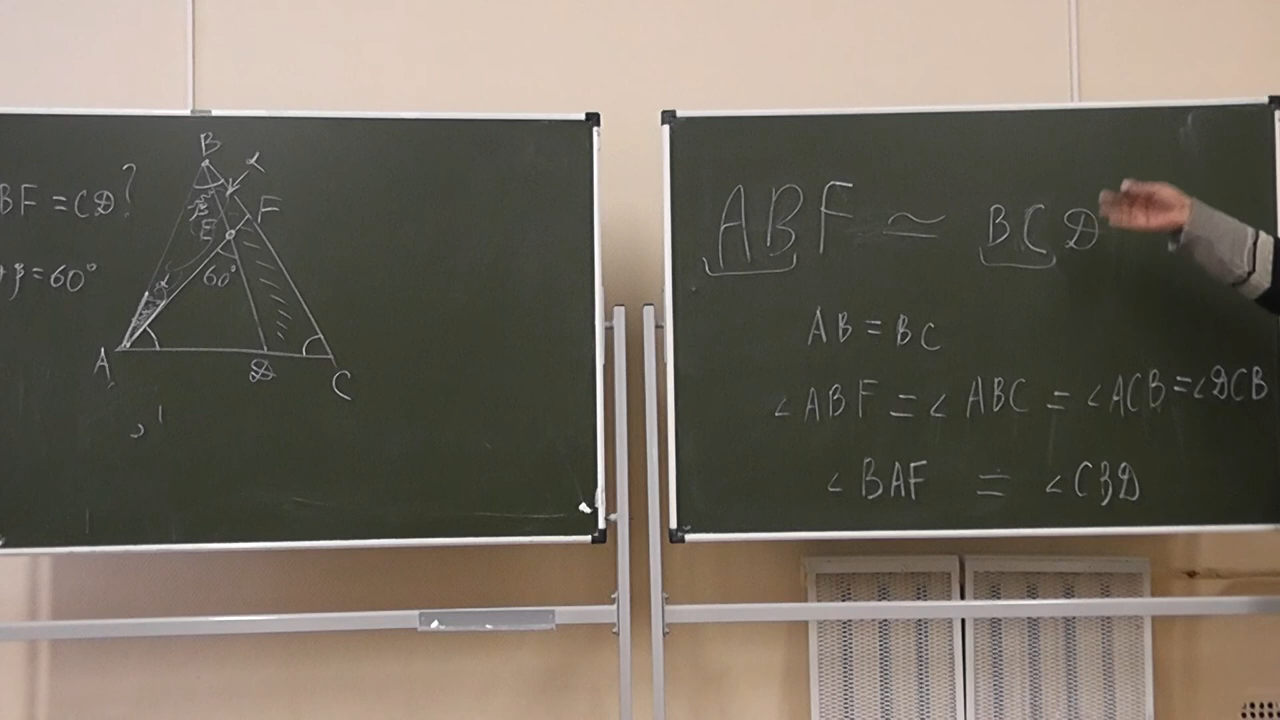 BF = CD?
+β = 60°
B
α
F
β
E
α
60°
A
D
C
ABF ≃ BCD
AB = BC
∠ABF = ∠ABC = ∠ACB = ∠DCB
∠BAF = ∠CBD